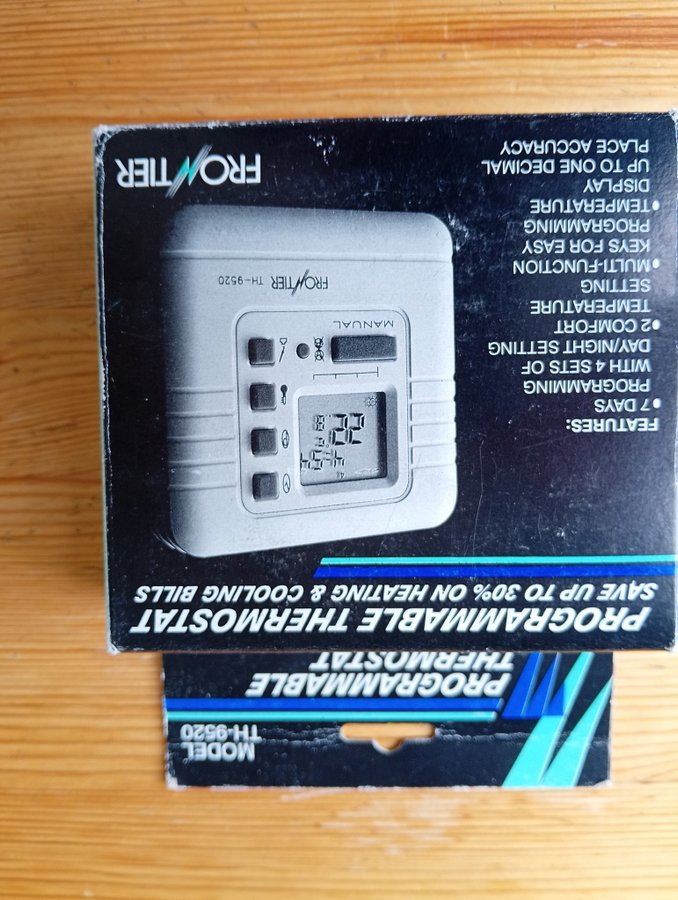 MODEL
TH-9520
PROGRAMMABLE
THERMOSTAT
PROGRAMMABLE THERMOSTAT
SAVE UP TO 30% ON HEATING & COOLING BILLS
FEATURES:
• 7 DAYS
PROGRAMMING
WITH 4 SETS OF
DAY/NIGHT SETTING
• 2 COMFORT
TEMPERATURE
SETTING
• MULTI-FUNCTION
KEYS FOR EASY
PROGRAMMING
• TEMPERATURE
DISPLAY
UP TO ONE DECIMAL
PLACE ACCURACY
MANUAL
FRONTIER TH-9520
FRONTIER